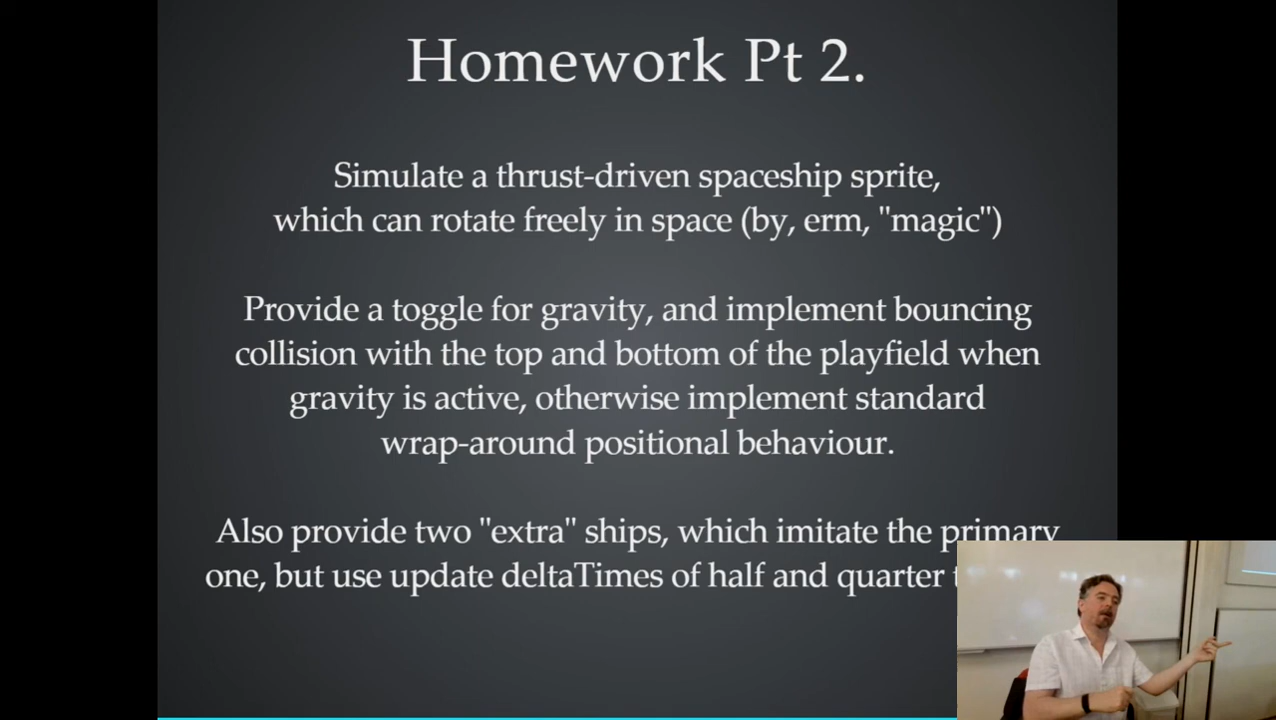 Homework Pt 2.
Simulate a thrust-driven spaceship sprite,
which can rotate freely in space (by, erm, "magic")
Provide a toggle for gravity, and implement bouncing
collision with the top and bottom of the playfield when
gravity is active, otherwise implement standard
wrap-around positional behaviour.
Also provide two "extra" ships, which imitate the primary
one, but use update deltaTimes of half and quarter